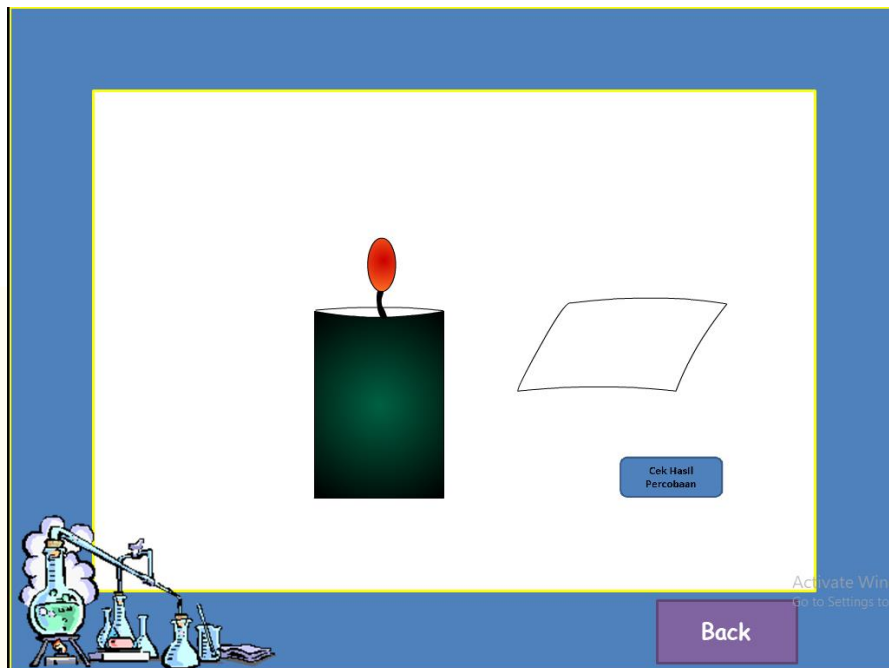 Cek Hasil
Percobaan
Activate Win
Go to Settings to
Back